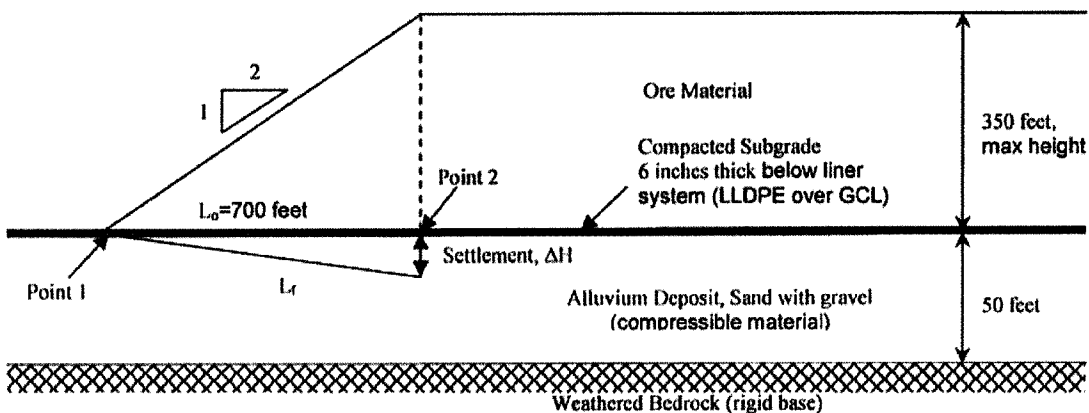 2
1
Ore Material
350 feet,
max height
Compacted Subgrade
6 inches thick below liner
system (LLDPE over GCL)
Point 2
L₀=700 feet
Settlement, ΔH
Point 1
Lf
Alluvium Deposit, Sand with gravel
(compressible material)
50 feet
Weathered Bedrock (rigid base)